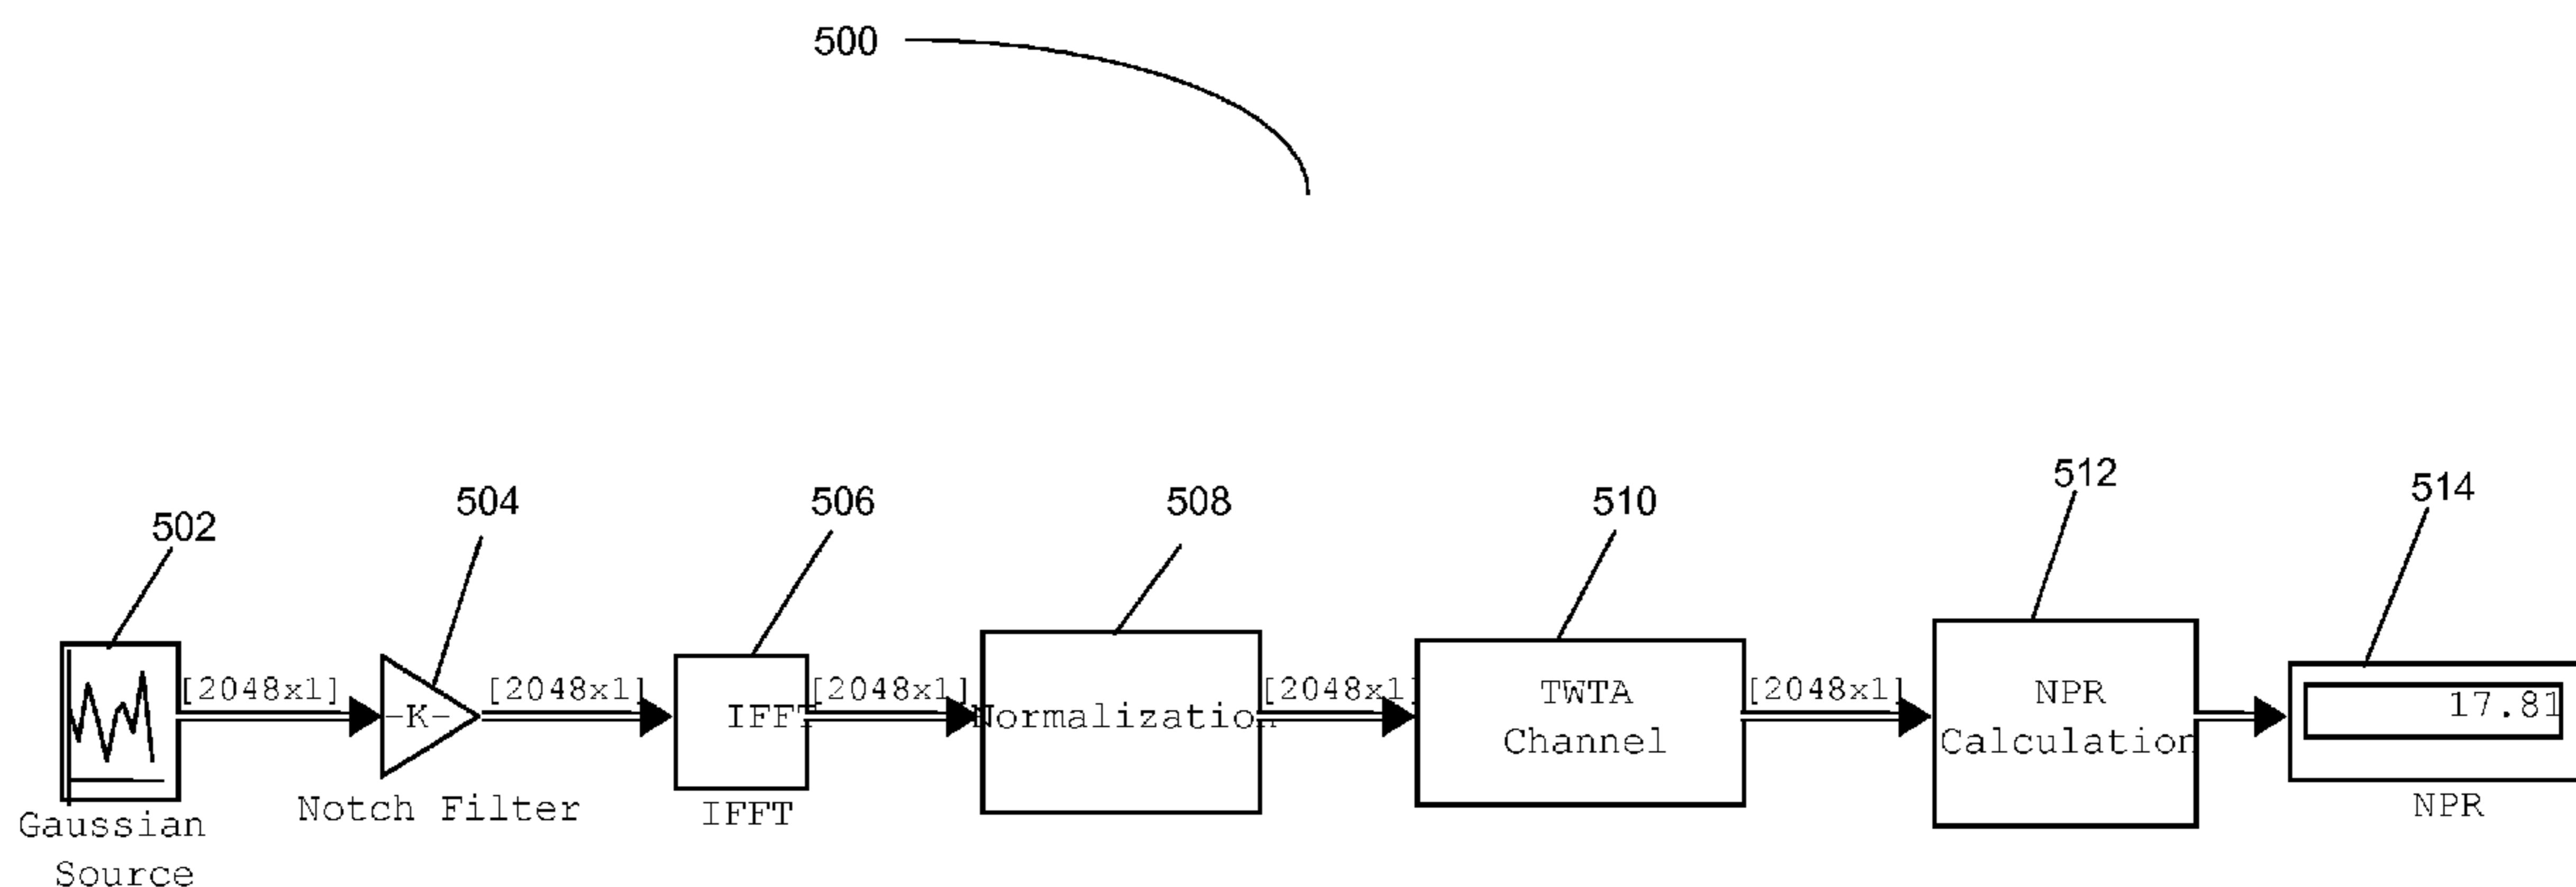 500
502
504
506
508
510
512
514
[2048x1]
[2048x1]
[2048x1]
[2048x1]
[2048x1]
-K-
IFFT
Normalization
TWTA
Channel
NPR
Calculation
17.81
Gaussian
Source
Notch Filter
IFFT
NPR